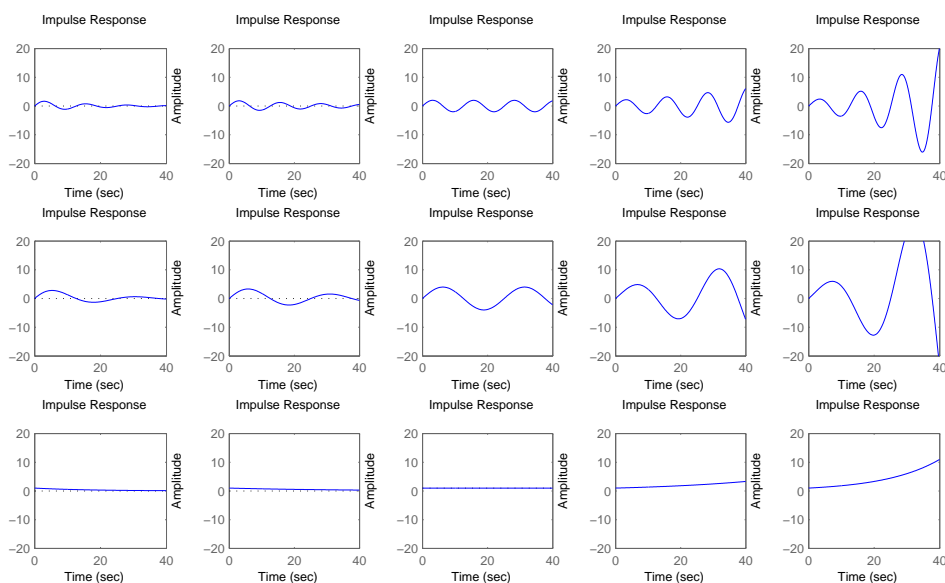 Impulse Response Impulse Response Impulse Response Impulse Response Impulse Response
20 20 20 20 20
10 10 10 10 10
0 0 0 0 0
−10 −10 −10 −10 −10
−20 −20 −20 −20 −20
Amplitude Amplitude Amplitude Amplitude
0 20 40 0 20 40 0 20 40 0 20 40 0 20 40
Time (sec) Time (sec) Time (sec) Time (sec) Time (sec)
Impulse Response Impulse Response Impulse Response Impulse Response Impulse Response
20 20 20 20 20
10 10 10 10 10
0 0 0 0 0
−10 −10 −10 −10 −10
−20 −20 −20 −20 −20
Amplitude Amplitude Amplitude Amplitude
0 20 40 0 20 40 0 20 40 0 20 40 0 20 40
Time (sec) Time (sec) Time (sec) Time (sec) Time (sec)
Impulse Response Impulse Response Impulse Response Impulse Response Impulse Response
20 20 20 20 20
10 10 10 10 10
0 0 0 0 0
−10 −10 −10 −10 −10
−20 −20 −20 −20 −20
Amplitude Amplitude Amplitude Amplitude
0 20 40 0 20 40 0 20 40 0 20 40 0 20 40
Time (sec) Time (sec) Time (sec) Time (sec) Time (sec)